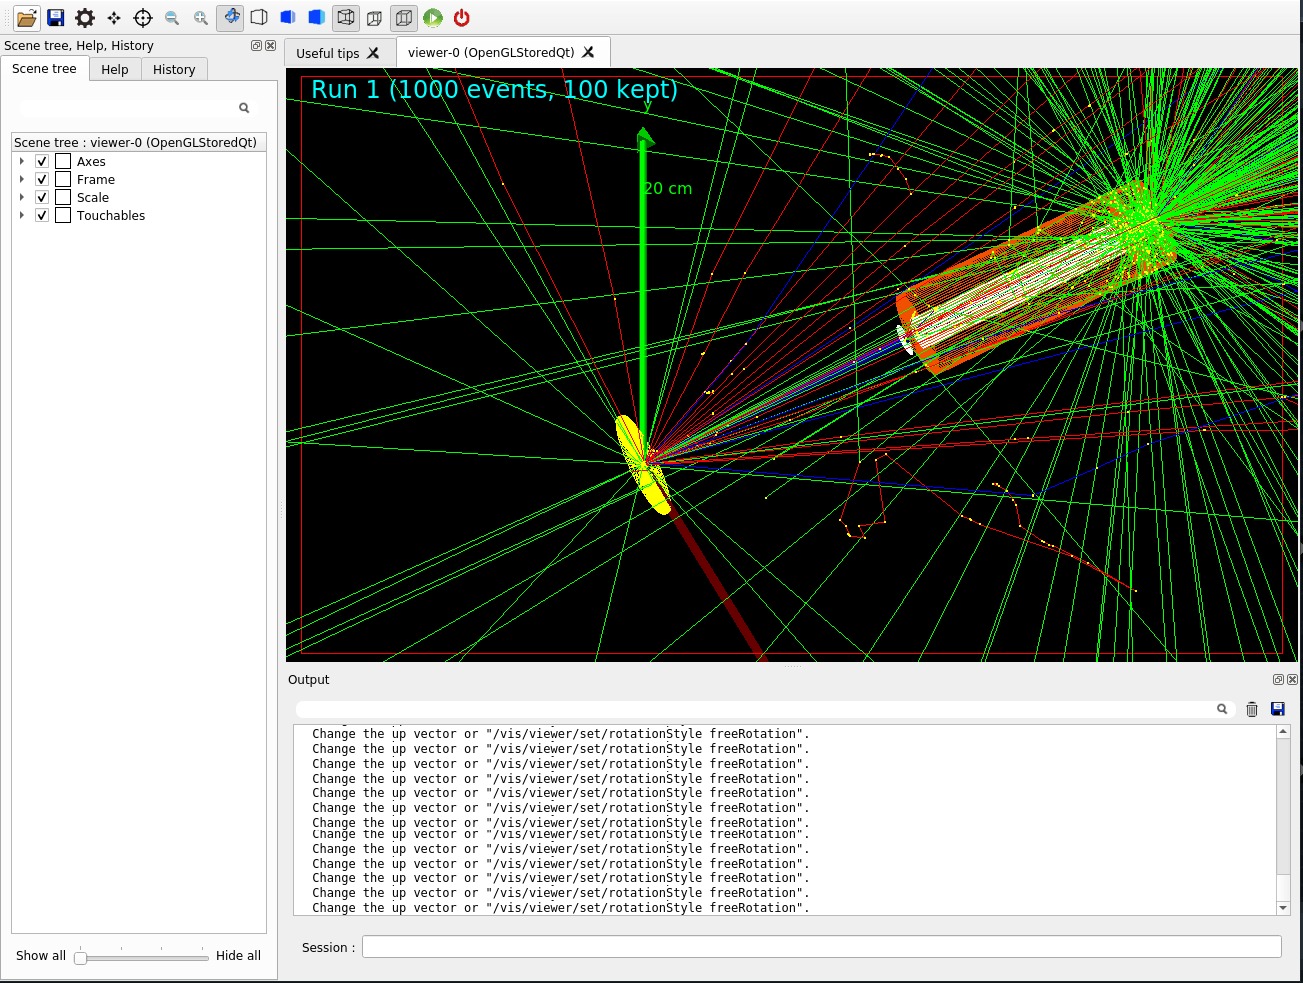 Scene tree, Help, History
Scene tree
Help
History
Scene tree : viewer-0 (OpenGLStoredQt)
Axes
Frame
Scale
Touchables
Show all
Hide all
Useful tips
viewer-0 (OpenGLStoredQt)
Run 1 (1000 events, 100 kept)
y
20 cm
Output
Change the up vector or "/vis/viewer/set/rotationStyle freeRotation".
Change the up vector or "/vis/viewer/set/rotationStyle freeRotation".
Change the up vector or "/vis/viewer/set/rotationStyle freeRotation".
Change the up vector or "/vis/viewer/set/rotationStyle freeRotation".
Change the up vector or "/vis/viewer/set/rotationStyle freeRotation".
Change the up vector or "/vis/viewer/set/rotationStyle freeRotation".
Change the up vector or "/vis/viewer/set/rotationStyle freeRotation".
Change the up vector or "/vis/viewer/set/rotationStyle freeRotation".
Change the up vector or "/vis/viewer/set/rotationStyle freeRotation".
Change the up vector or "/vis/viewer/set/rotationStyle freeRotation".
Change the up vector or "/vis/viewer/set/rotationStyle freeRotation".
Change the up vector or "/vis/viewer/set/rotationStyle freeRotation".
Change the up vector or "/vis/viewer/set/rotationStyle freeRotation".
Session :